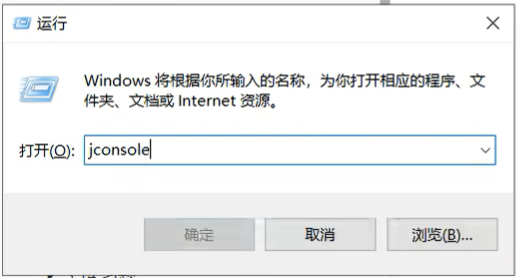 运行
Windows 将根据你所输入的名称，为你打开相应的程序、文
件夹、文档或 Internet 资源。
打开(O): jconsole
确定 取消 浏览(B)...